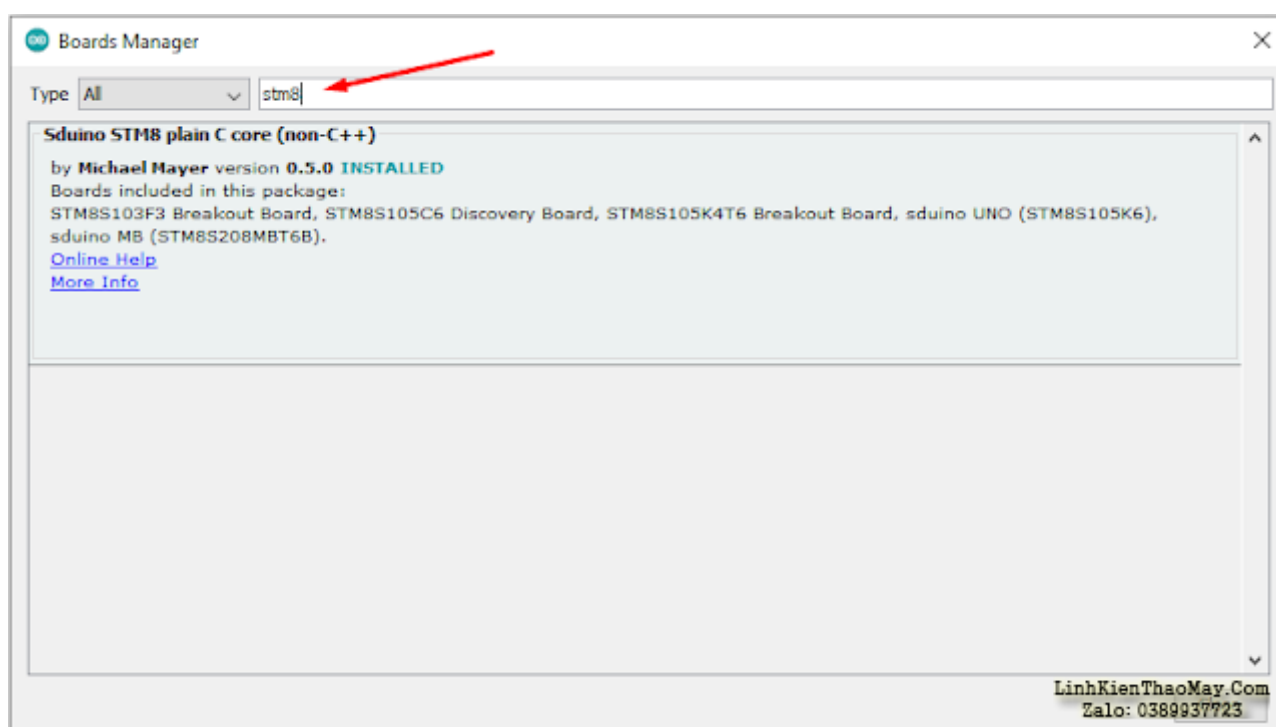 Boards Manager
Type All stm8
Sduino STM8 plain C core (non-C++)
by Michael Mayer version 0.5.0 INSTALLED
Boards included in this package:
STM8S103F3 Breakout Board, STM8S105C6 Discovery Board, STM8S105K4T6 Breakout Board, sduino UNO (STM8S105K6),
sduino MB (STM8S208MBT6B).
Online Help
More Info
LinhKienThaoMay.Com
Zalo: 0389937723